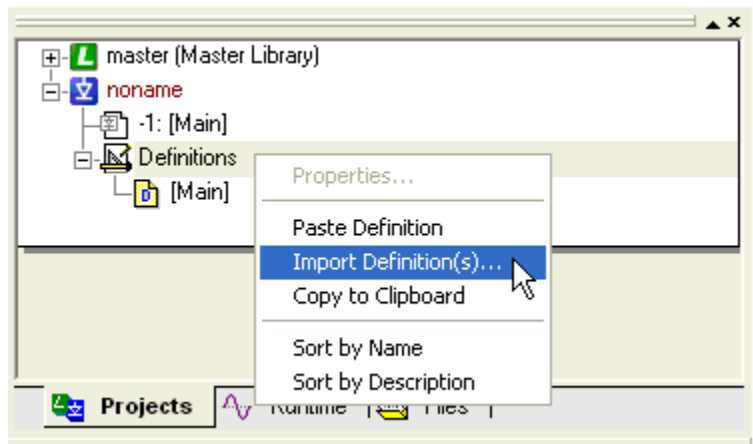 master (Master Library)
noname
-1: [Main]
Definitions
[Main]
Properties...
Paste Definition
Import Definition(s)...
Copy to Clipboard
Sort by Name
Sort by Description
Projects